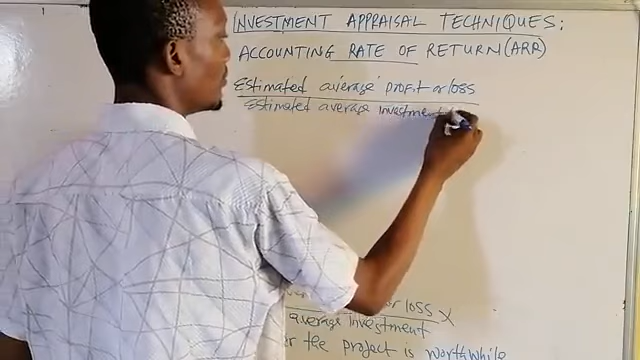 INVESTMENT APPRAISAL TECHNIQUES:
ACCOUNTING RATE OF RETURN (ARR)
Estimated average profit or loss
Estimated average investment
or loss X
average investment
the project is worthwhile